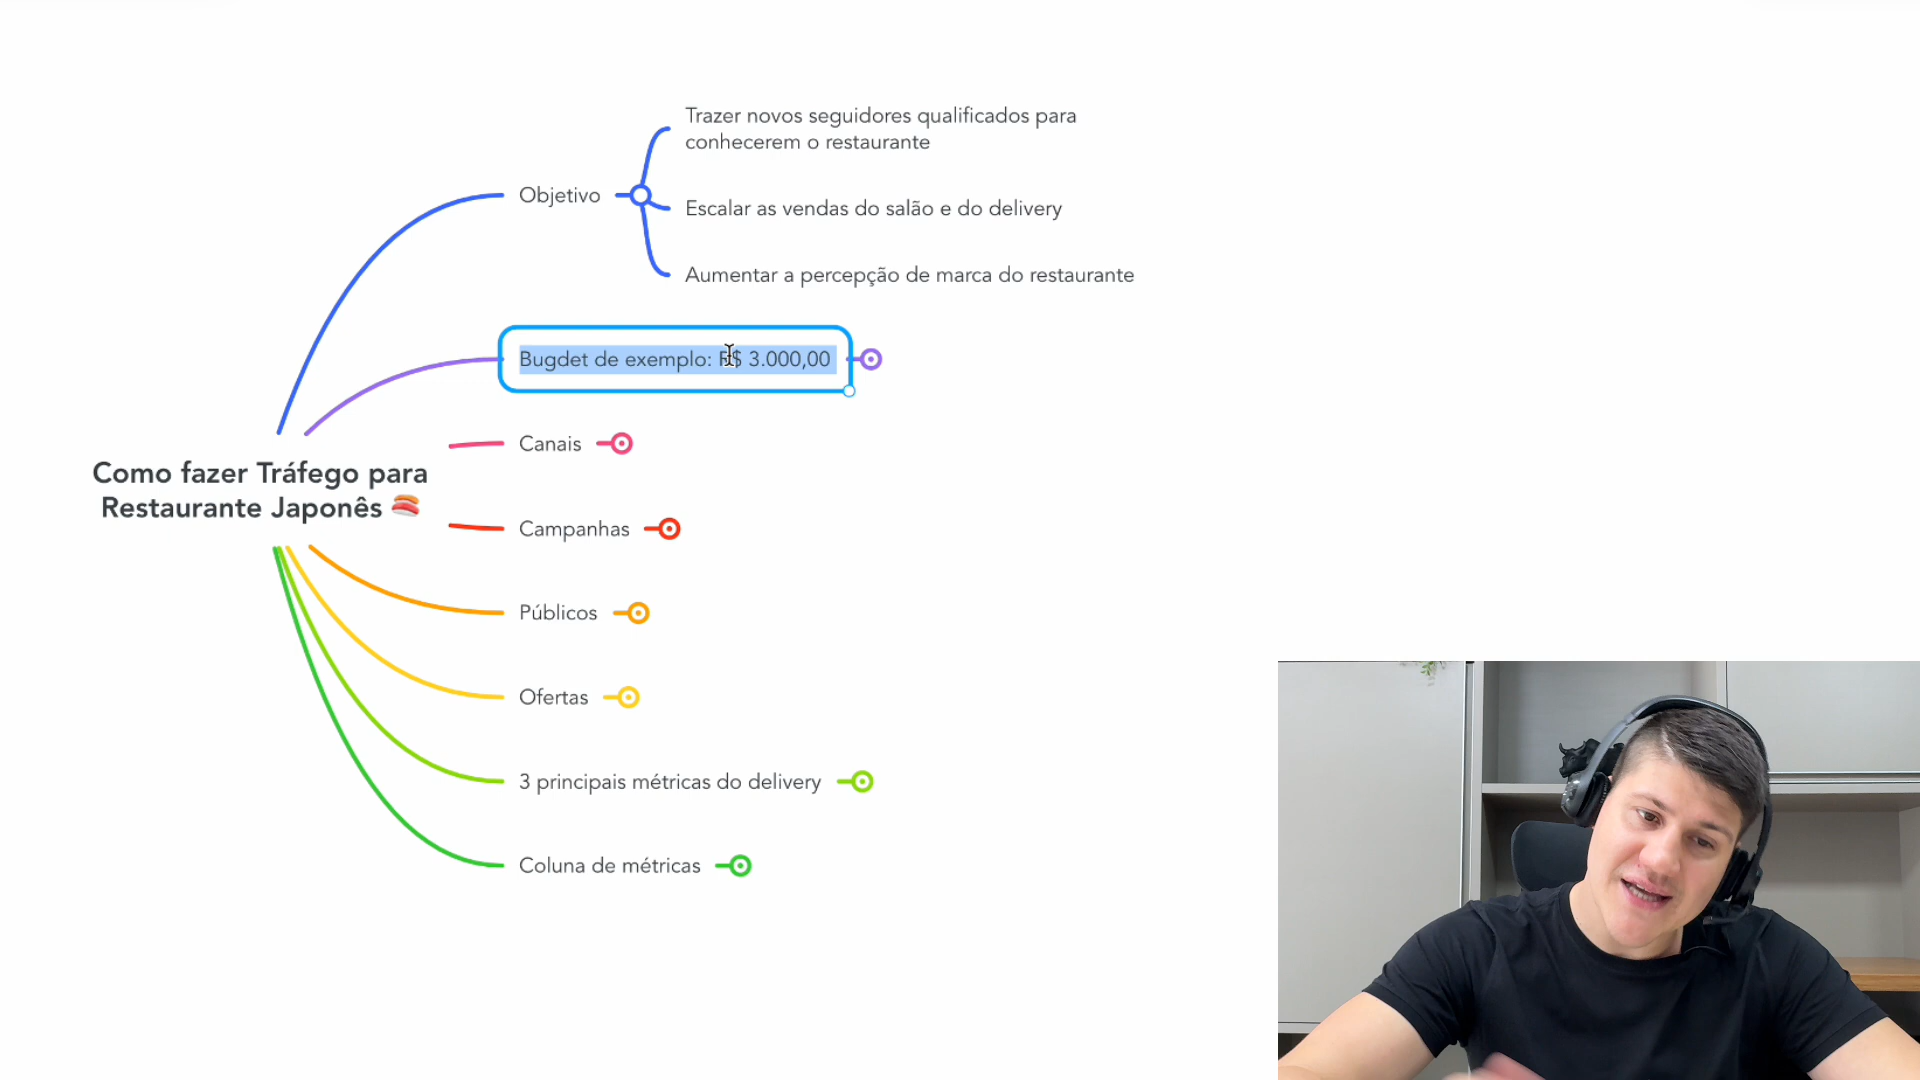 Trazer novos seguidores qualificados para
conhecerem o restaurante
Objetivo
Escalar as vendas do salão e do delivery
Aumentar a percepção de marca do restaurante
Bugdet de exemplo: R$ 3.000,00
Canais
Como fazer Tráfego para
Restaurante Japonês 🍣
Campanhas
Públicos
Ofertas
3 principais métricas do delivery
Coluna de métricas